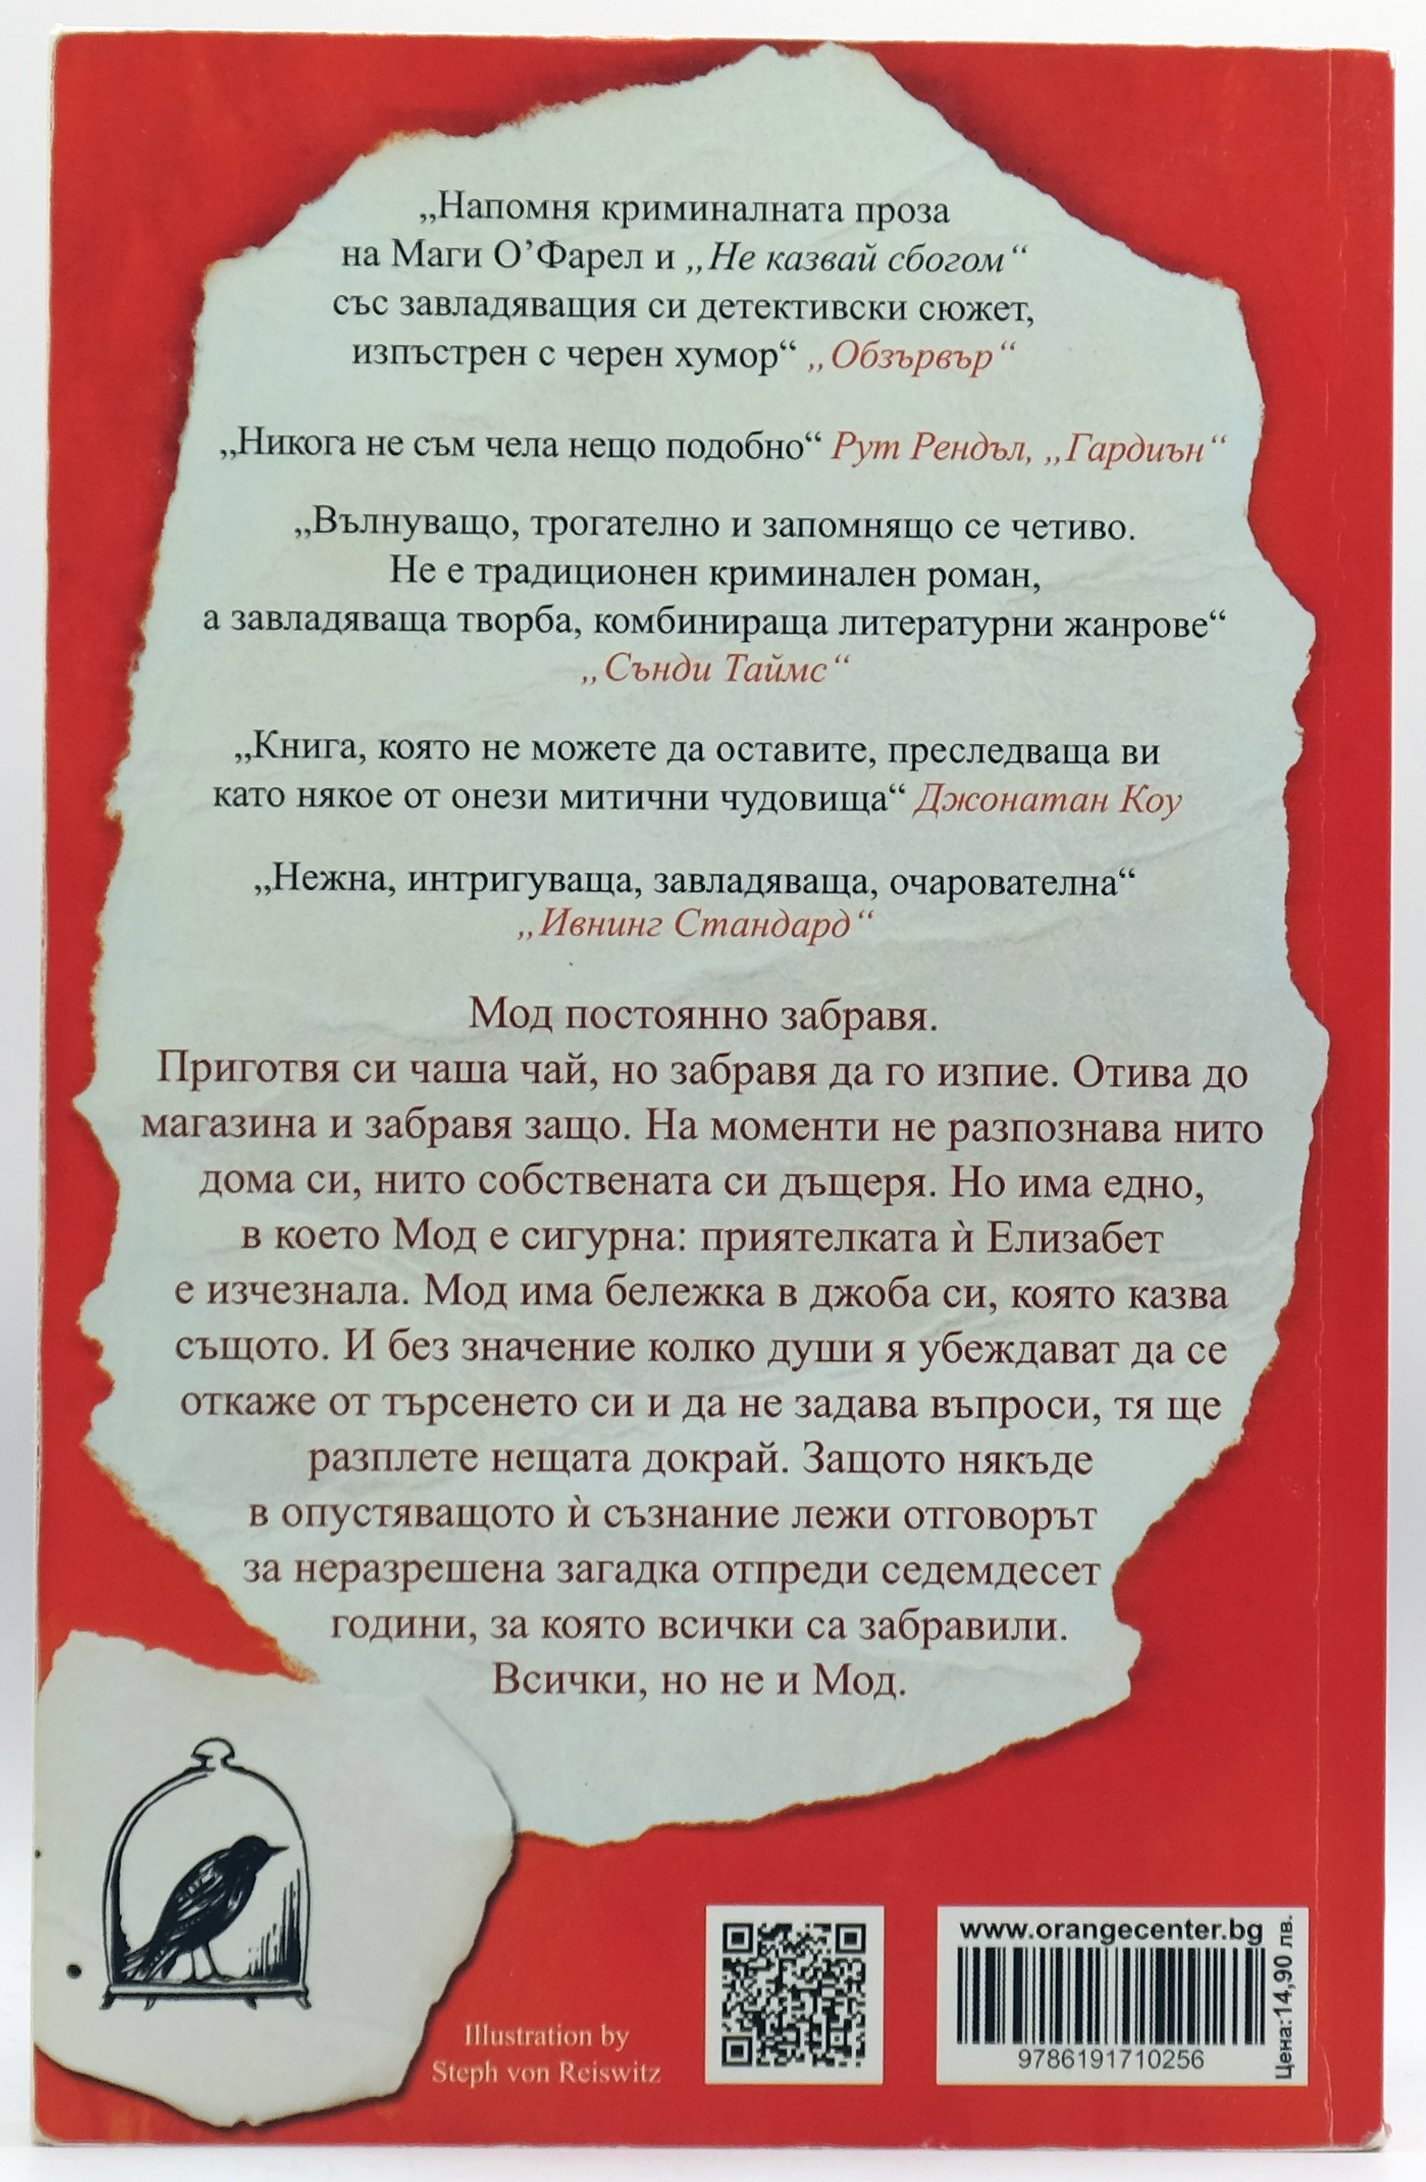 „Напомня криминалната проза
на Маги О’Фарел и „Не казвай сбогом“
със завладяващия си детективски сюжет,
изпъстрен с черен хумор“ „Обзървър“
„Никога не съм чела нещо подобно“ Рут Рендъл, „Гардиън“
„Вълнуващо, трогателно и запомнящо се четиво.
Не е традиционен криминален роман,
а завладяваща творба, комбинираща литературни жанрове“
„Сънди Таймс“
„Книга, която не можете да оставите, преследваща ви
като някое от онези митични чудовища“ Джонатан Коу
„Нежна, интригуваща, завладяваща, очарователна“
„Ивнинг Стандард“
Мод постоянно забравя.
Приготвя си чаша чай, но забравя да го изпие. Отива до
магазина и забравя защо. На моменти не разпознава нито
дома си, нито собствената си дъщеря. Но има едно,
в което Мод е сигурна: приятелката ѝ Елизабет
е изчезнала. Мод има бележка в джоба си, която казва
същото. И без значение колко души я убеждават да се
откаже от търсенето си и да не задава въпроси, тя ще
разплете нещата докрай. Защото някъде
в опустяващото ѝ съзнание лежи отговорът
за неразрешена загадка отпреди седемдесет
години, за която всички са забравили.
Всички, но не и Мод.
Illustration by
Steph von Reiswitz
www.orangecenter.bg
9786191710256
Цена:14,90 лв.